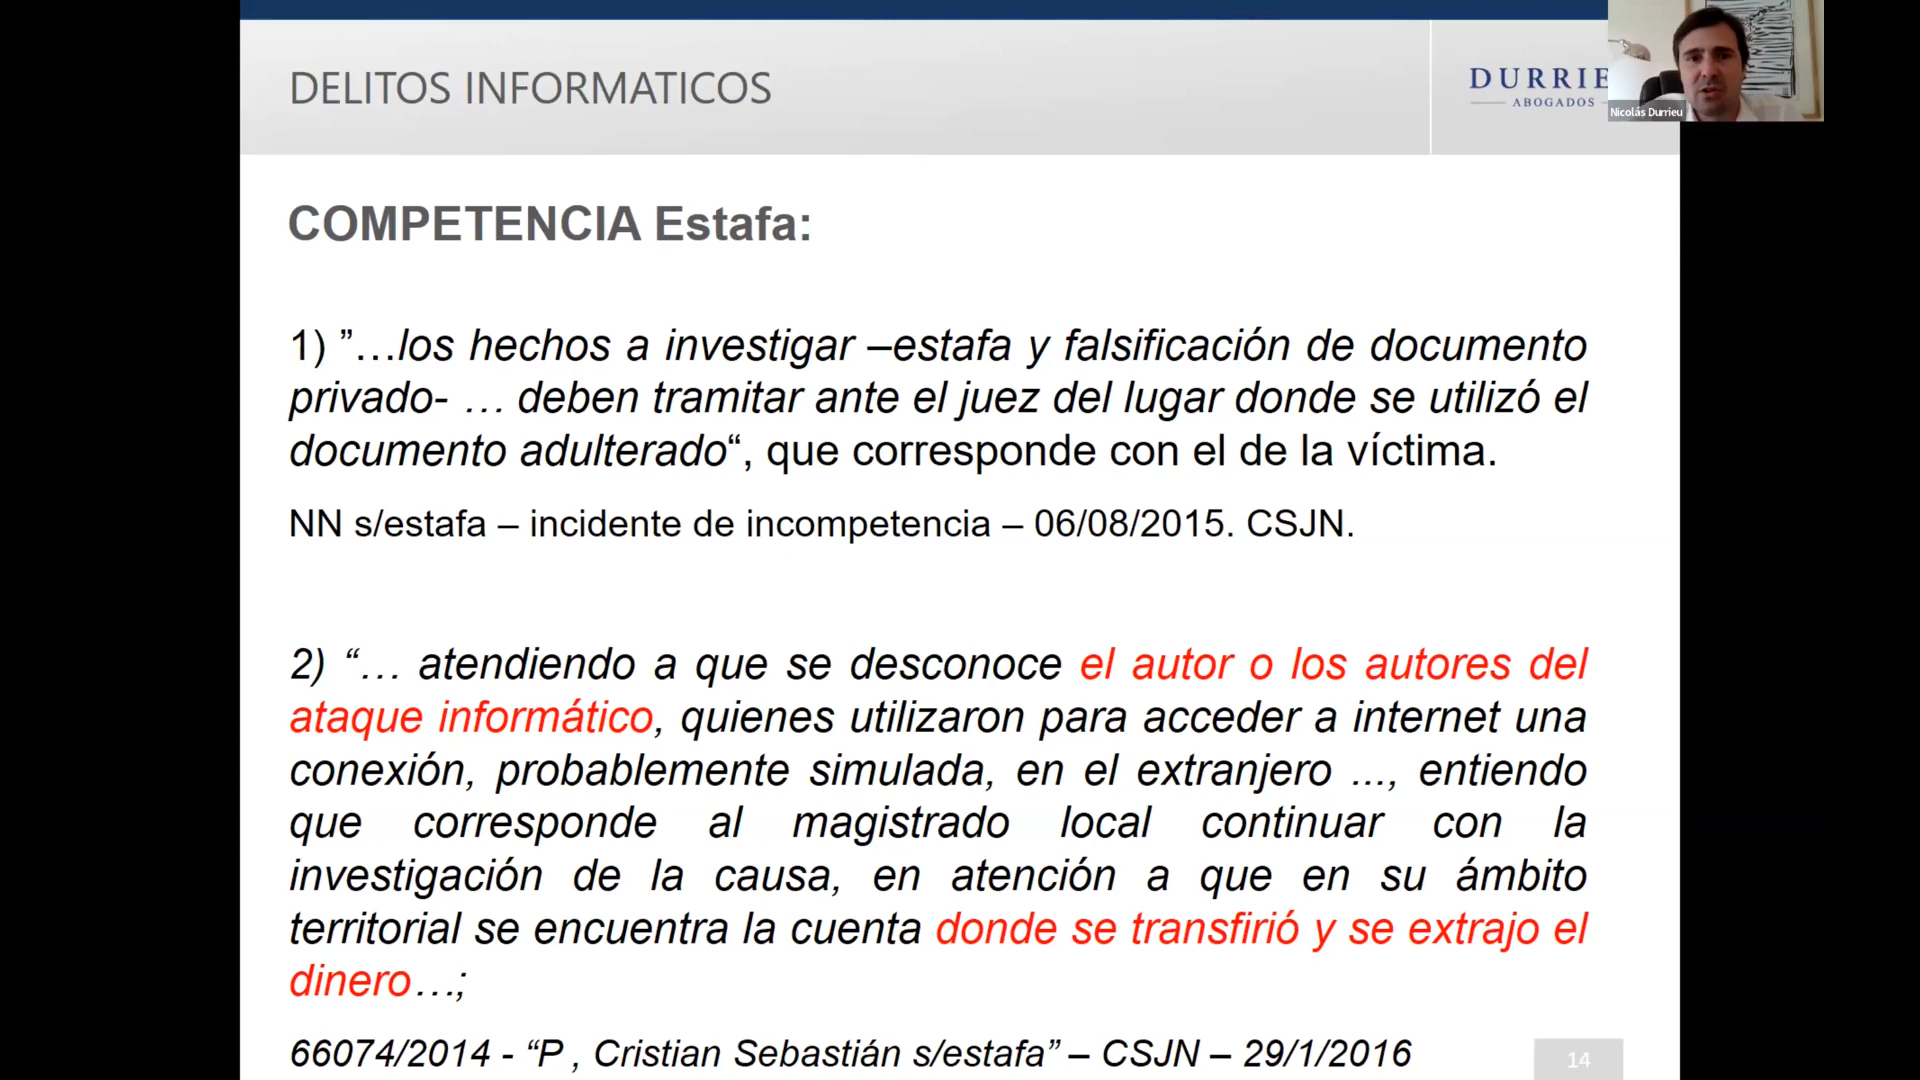 DELITOS INFORMATICOS
DURRIE
ABOGADOS
Nicolás Durrieu
COMPETENCIA Estafa:
1) ”…los hechos a investigar –estafa y falsificación de documento
privado- … deben tramitar ante el juez del lugar donde se utilizó el
documento adulterado“, que corresponde con el de la víctima.
NN s/estafa – incidente de incompetencia – 06/08/2015. CSJN.
2) “… atendiendo a que se desconoce el autor o los autores del
ataque informático, quienes utilizaron para acceder a internet una
conexión, probablemente simulada, en el extranjero ..., entiendo
que corresponde al magistrado local continuar con la
investigación de la causa, en atención a que en su ámbito
territorial se encuentra la cuenta donde se transfirió y se extrajo el
dinero…;
66074/2014 - “P , Cristian Sebastián s/estafa” – CSJN – 29/1/2016
14